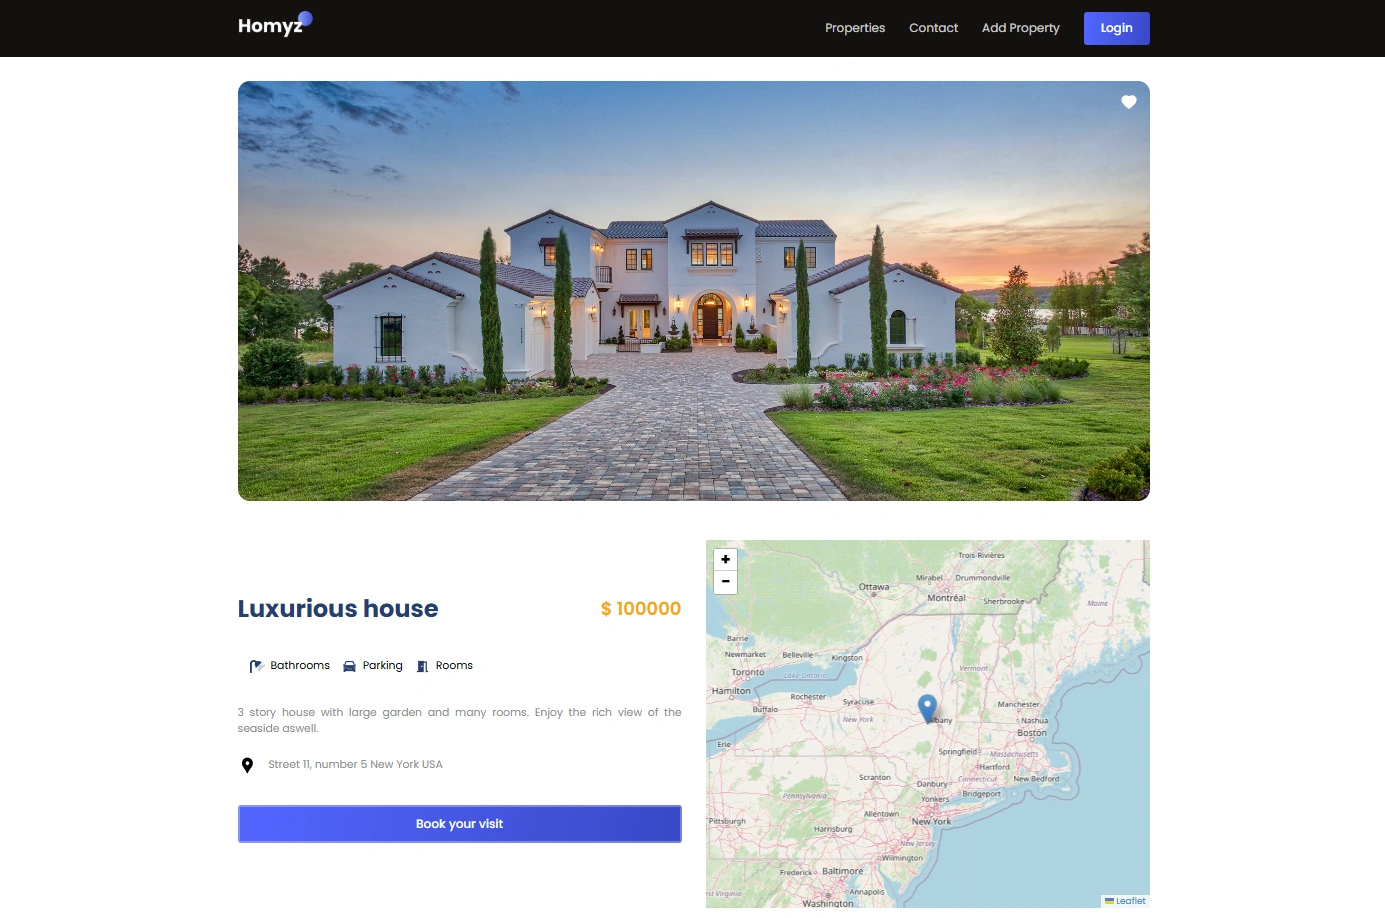 Homyz
Properties
Contact
Add Property
Login
Luxurious house
$ 100000
Bathrooms
Parking
Rooms
3 story house with large garden and many rooms. Enjoy the rich view of the
seaside aswell.
Street 11, number 5 New York USA
Book your visit
+
−
Trois-Rivières
Ottawa
Mirabel
Drummondville
Montréal
Sherbrooke
Maine
Barrie
Newmarket
Belleville
Kingston
Toronto
Lake Ontario
Vermont
Hamilton
Rochester
Syracuse
Manchester
Buffalo
New York
Albany
Nashua
Boston
Erie
Springfield
Massachusetts
Hartford
Scranton
Danbury
Connecticut
New Bedford
Pennsylvania
Yonkers
Bridgeport
Pittsburgh
Allentown
New York
Harrisburg
New Jersey
Wilmington
Frederick
Baltimore
st Virginia
Annapolis
Washington
Leaflet